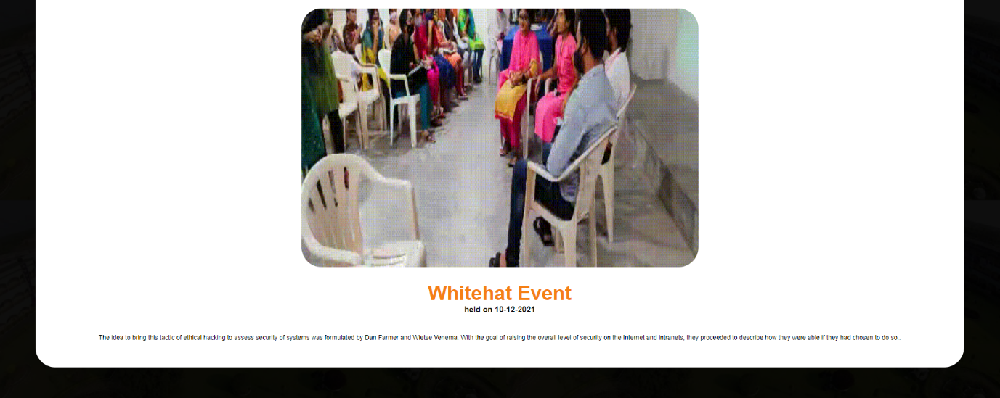 Whitehat Event
held on 10-12-2021
The idea to bring this tactic of ethical hacking to assess security of systems was formulated by Dan Farmer and Wietse Venema. With the goal of raising the overall level of security on the Internet and intranets, they proceeded to describe how they were able if they had chosen to do so..